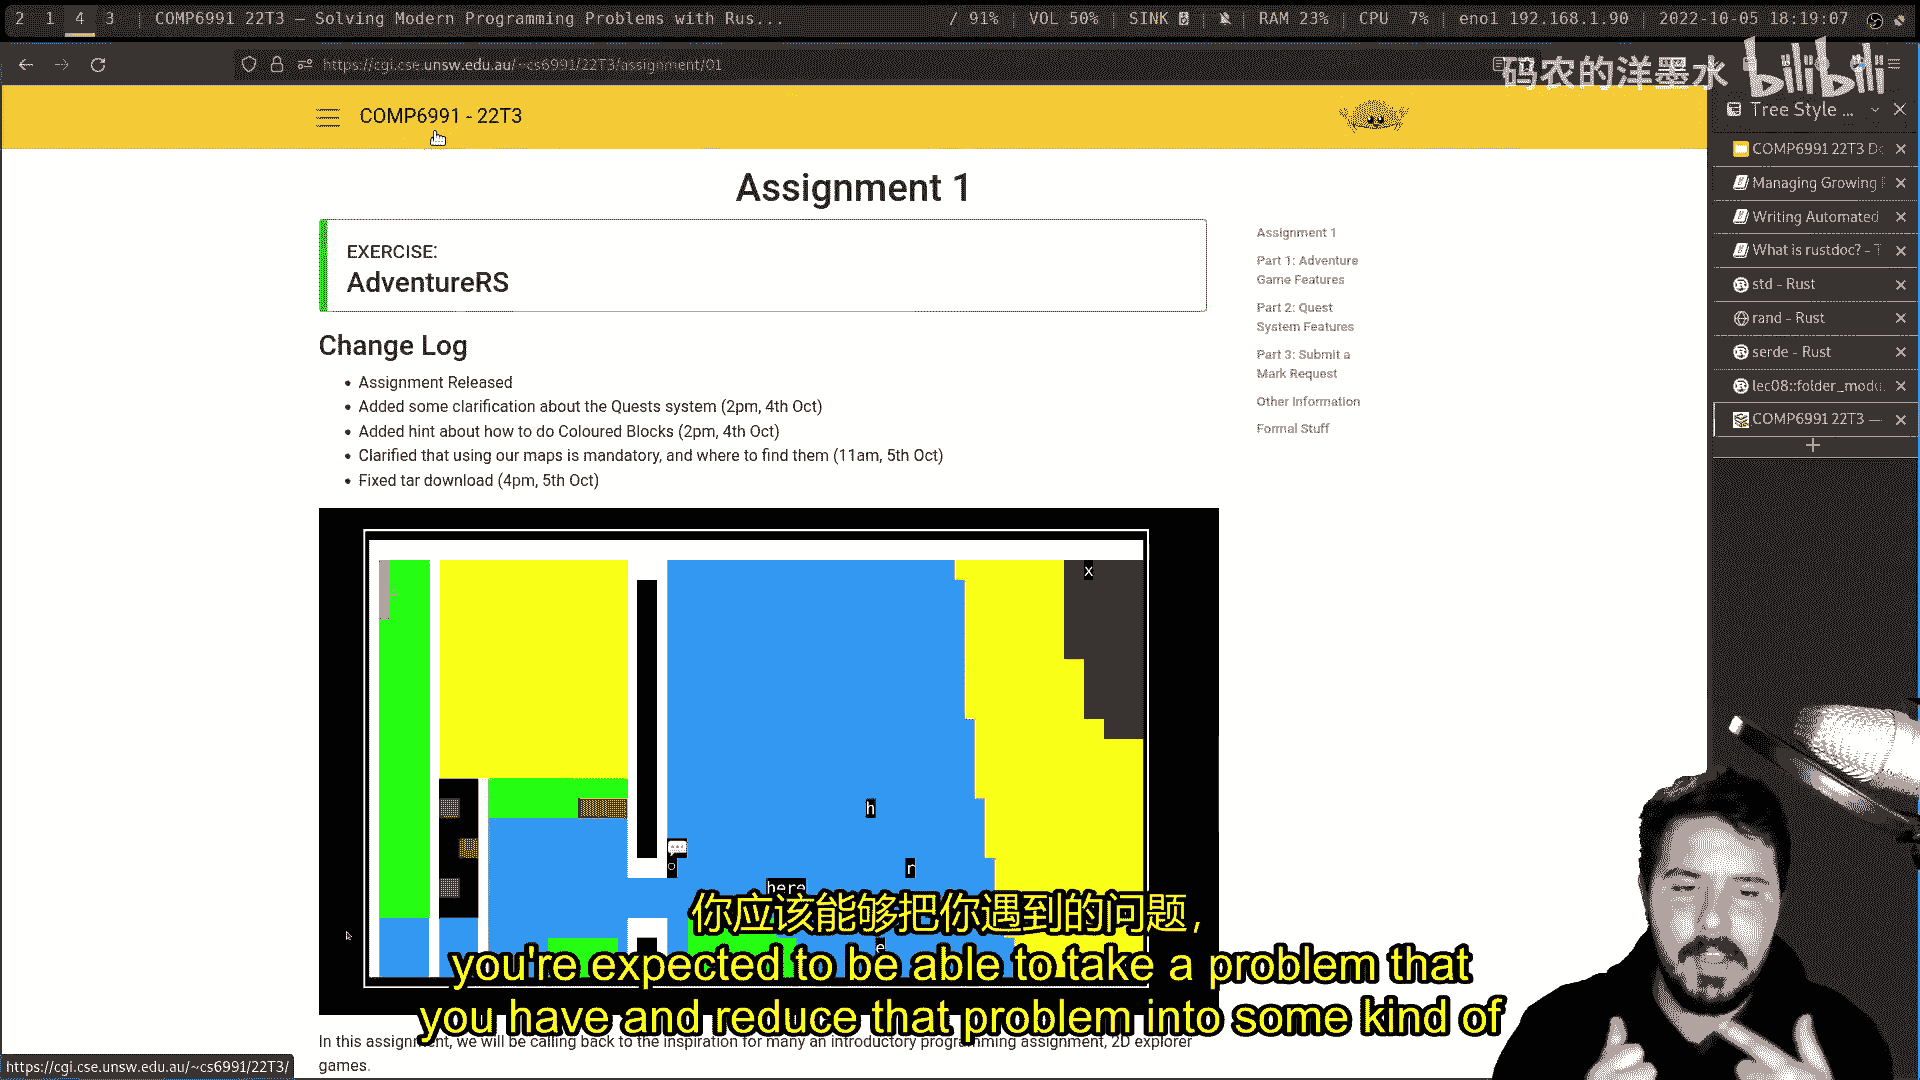 2 1 4 3 | COMP6991 22T3 — Solving Modern Programming Problems with Rus... / 91% | VOL 50% | SINK | RAM 23% | CPU 7% | eno1 192.168.1.90 | 2022-10-05 18:19:07
https://cgi.cse.unsw.edu.au/~cs6991/22T3/assignment/01
码农的洋墨水 bilibili
COMP6991 - 22T3
Tree Style ...
COMP6991 22T3
Managing Growing
Writing Automated
What is rustdoc? -
std - Rust
rand - Rust
serde - Rust
lec08::folder_modu
COMP6991 22T3 —
Assignment 1
EXERCISE:
AdventureRS
Change Log
• Assignment Released
• Added some clarification about the Quests system (2pm, 4th Oct)
• Added hint about how to do Coloured Blocks (2pm, 4th Oct)
• Clarified that using our maps is mandatory, and where to find them (11am, 5th Oct)
• Fixed tar download (4pm, 5th Oct)
Assignment 1
Part 1: Adventure
Game Features
Part 2: Quest
System Features
Part 3: Submit a
Mark Request
Other Information
Formal Stuff
x
h
r
here
e
你应该能够把你遇到的问题，
you're expected to be able to take a problem that
you have and reduce that problem into some kind of
In this assignment, we will be calling back to the inspiration for many an introductory programming assignment, 2D explorer
games.
https://cgi.cse.unsw.edu.au/~cs6991/22T3/